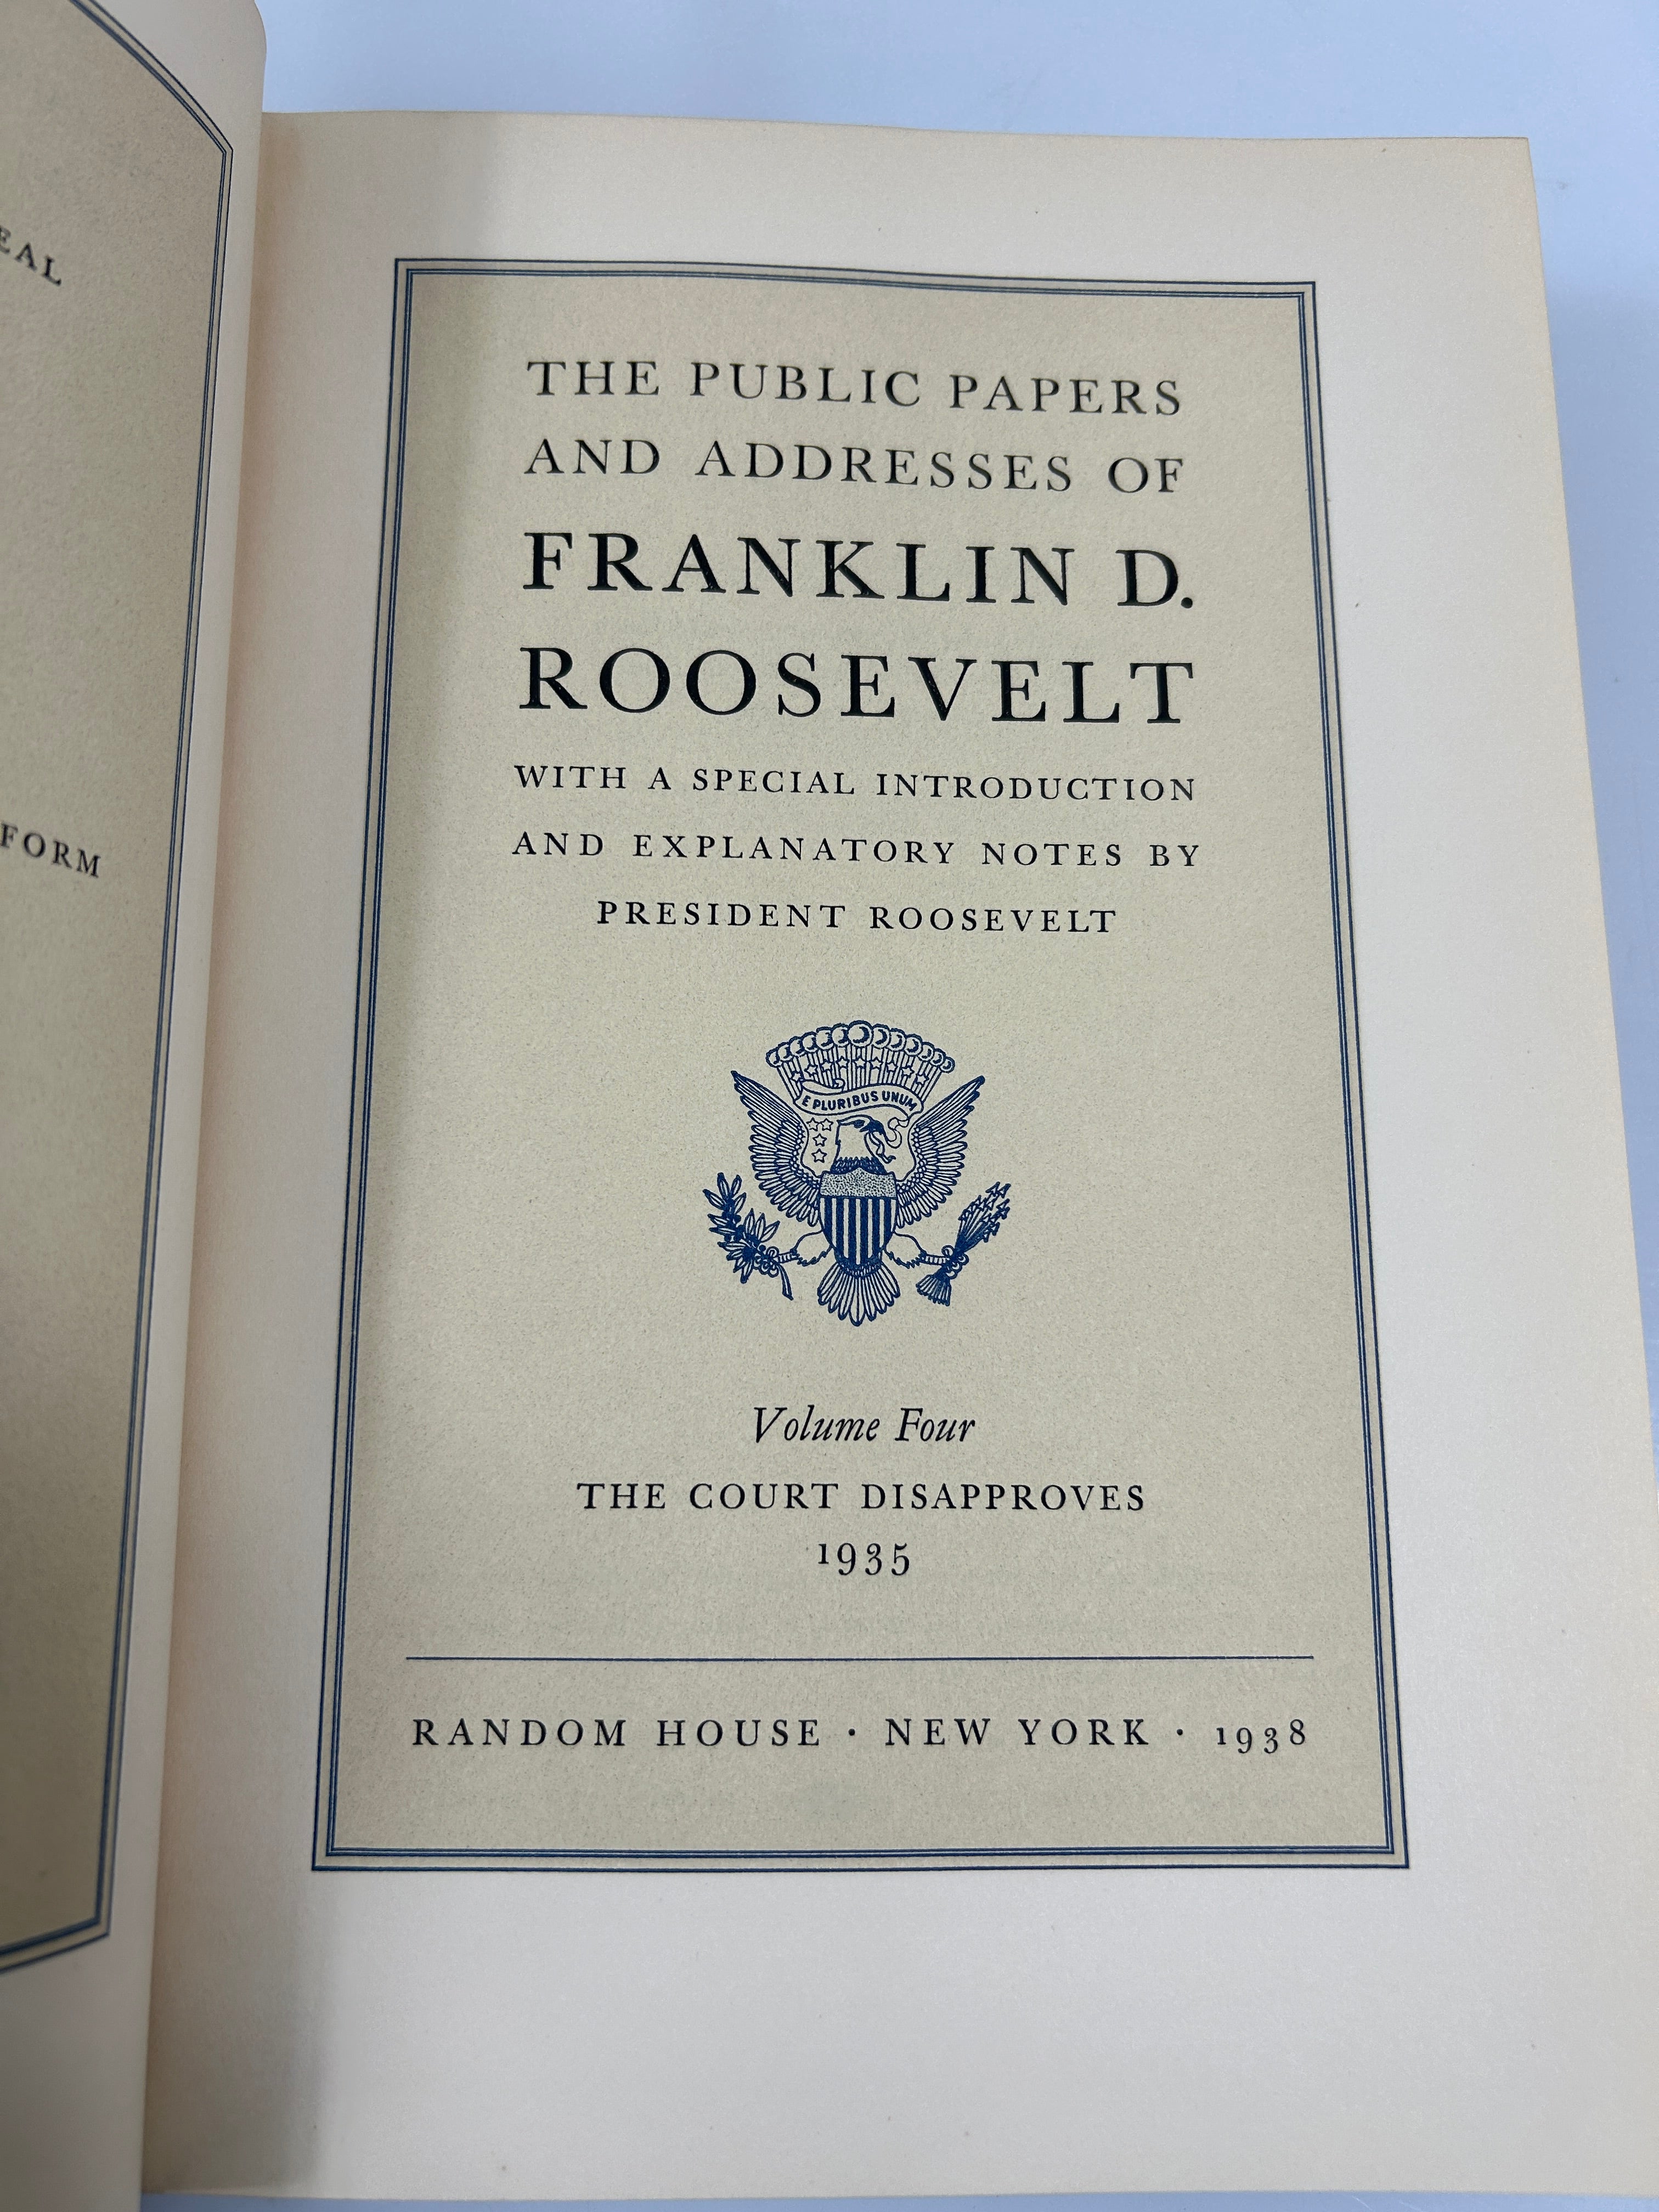 THE PUBLIC PAPERS
AND ADDRESSES OF
FRANKLIN D.
ROOSEVELT
WITH A SPECIAL INTRODUCTION
AND EXPLANATORY NOTES BY
PRESIDENT ROOSEVELT
E PLURIBUS UNUM
Volume Four
THE COURT DISAPPROVES
1935
RANDOM HOUSE · NEW YORK · 1938